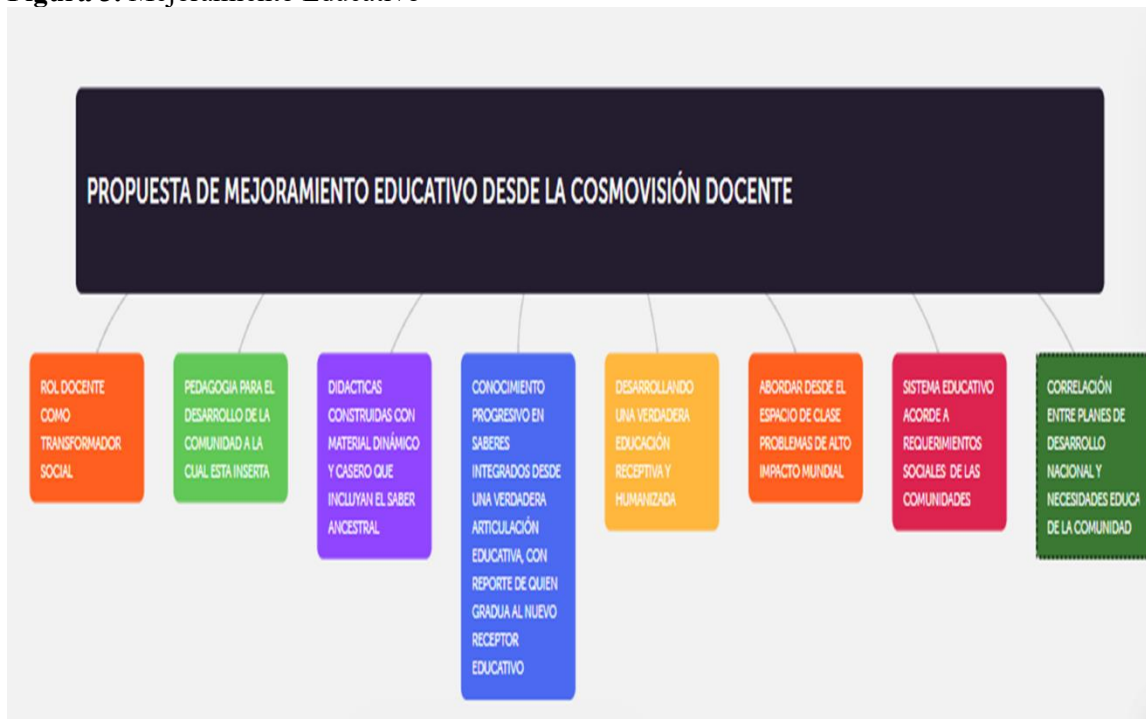 PROPUESTA DE MEJORAMIENTO EDUCATIVO DESDE LA COSMOVISIÓN DOCENTE
ROL DOCENTE
COMO
TRANSFORMADOR
SOCIAL
PEDAGOGIA PARA EL
DESARROLLO DE LA
COMUNIDAD A LA
CUAL ESTA INSERTA
DIDACTICAS
CONSTRUIDAS CON
MATERIAL DINÁMICO
Y CASERO QUE
INCLUYAN EL SABER
ANCESTRAL
CONOCIMIENTO
PROGRESIVO EN
SABERES
INTEGRADOS DESDE
UNA VERDADERA
ARTICULACIÓN
EDUCATIVA, CON
REPORTE DE QUIEN
GRADUA AL NUEVO
RECEPTOR
EDUCATIVO
DESARROLLANDO
UNA VERDADERA
EDUCACIÓN
RECEPTIVA Y
HUMANIZADA
ABORDAR DESDE EL
ESPACIO DE CLASE
PROBLEMAS DE ALTO
IMPACTO MUNDIAL
SISTEMA EDUCATIVO
ACORDE A
REQUERIMIENTOS
SOCIALES DE LAS
COMUNIDADES
CORRELACIÓN
ENTRE PLANES DE
DESARROLLO
NACIONAL Y
NECESIDADES EDUCA
DE LA COMUNIDAD